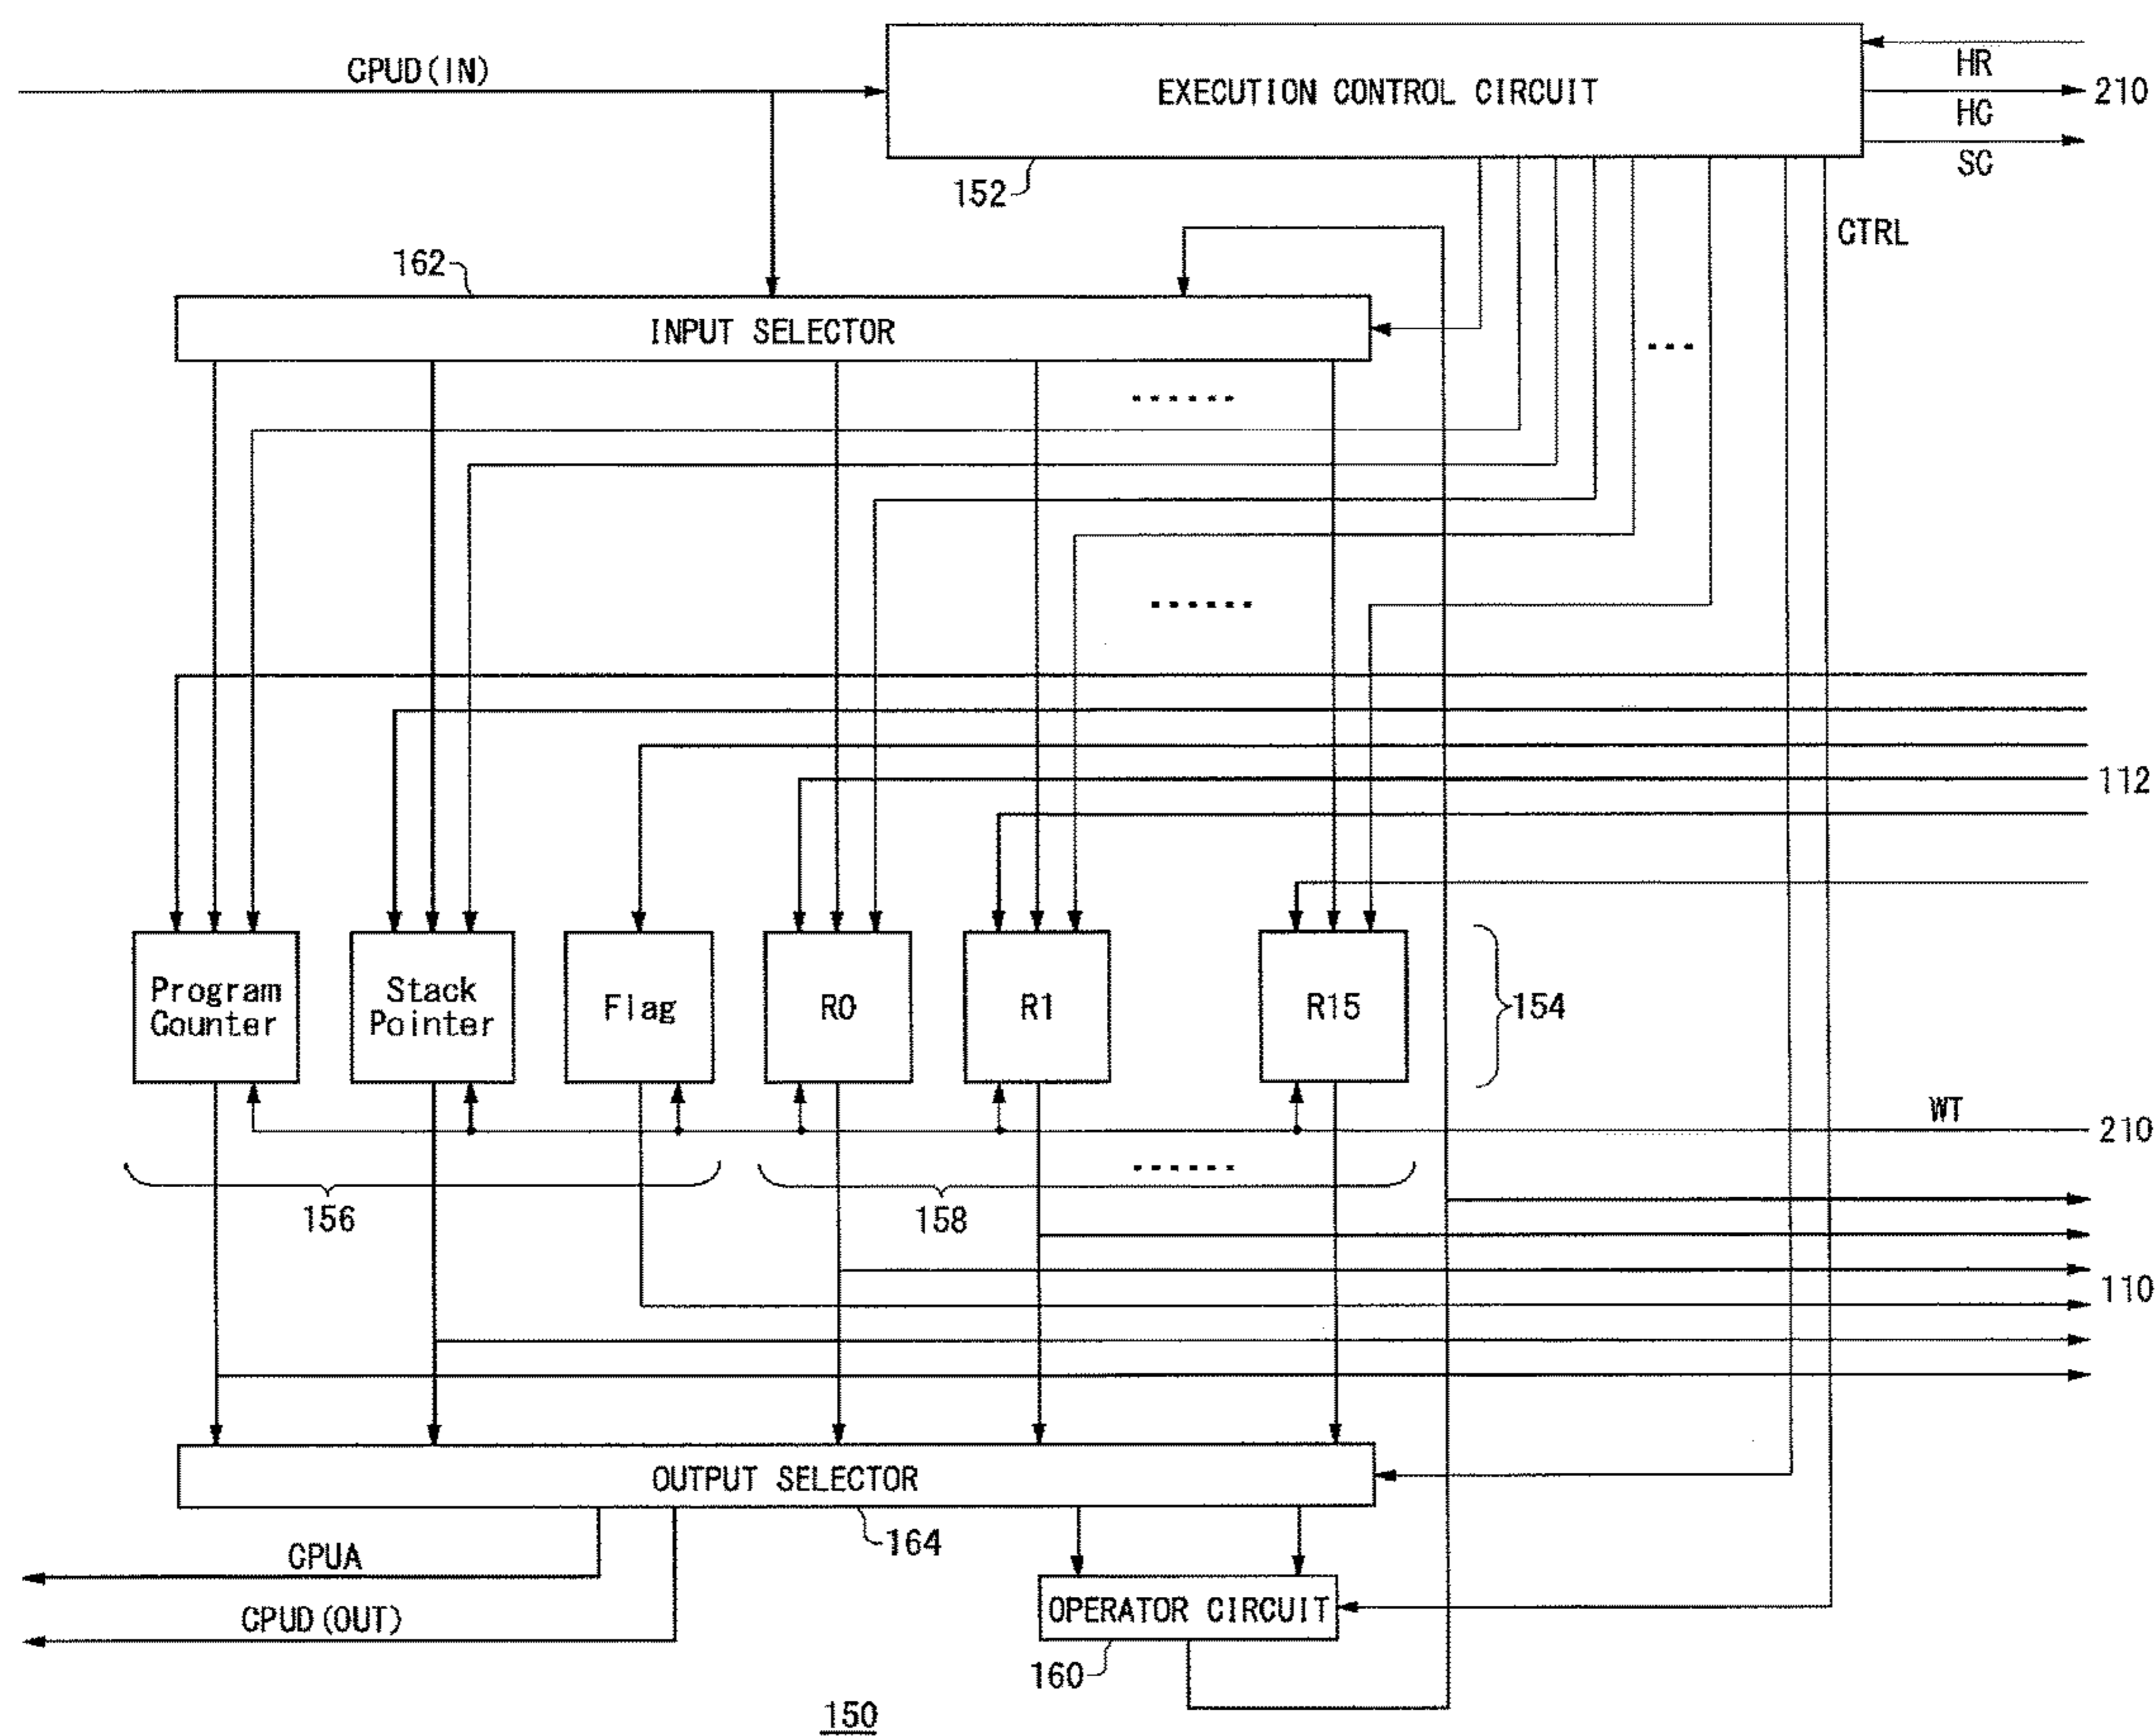 CPUD(IN)
EXECUTION CONTROL CIRCUIT
HR
210
HC
SC
152
CTRL
162
INPUT SELECTOR
...
......
......
112
Program
Counter
Stack
Pointer
Flag
R0
R1
R15
154
WT
210
......
156
158
110
OUTPUT SELECTOR
164
CPUA
CPUD(OUT)
OPERATOR CIRCUIT
160
150